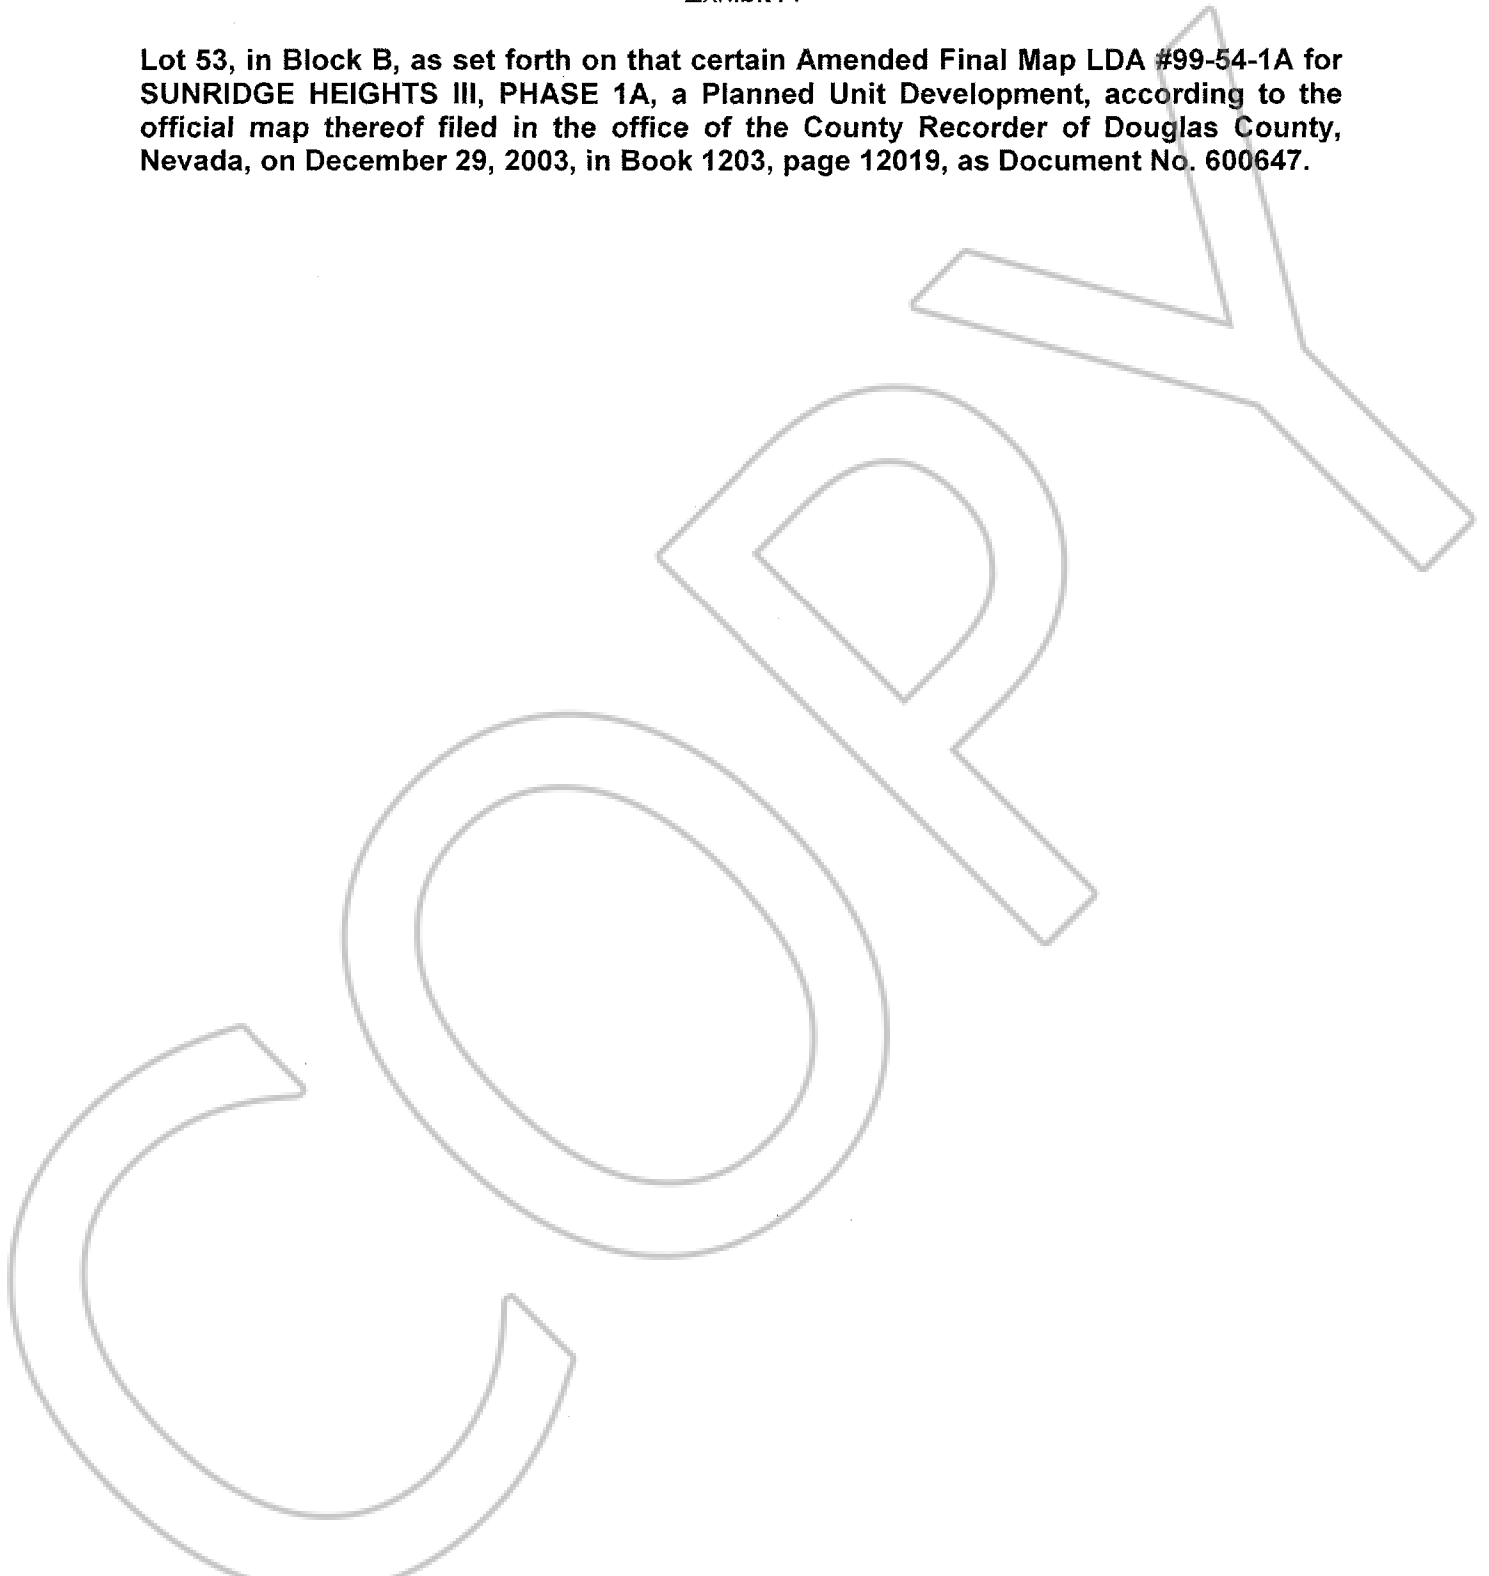 Lot 53, in Block B, as set forth on that certain Amended Final Map LDA #99-54-1A for
SUNRIDGE HEIGHTS III, PHASE 1A, a Planned Unit Development, according to the
official map thereof filed in the office of the County Recorder of Douglas County,
Nevada, on December 29, 2003, in Book 1203, page 12019, as Document No. 600647.
COPY